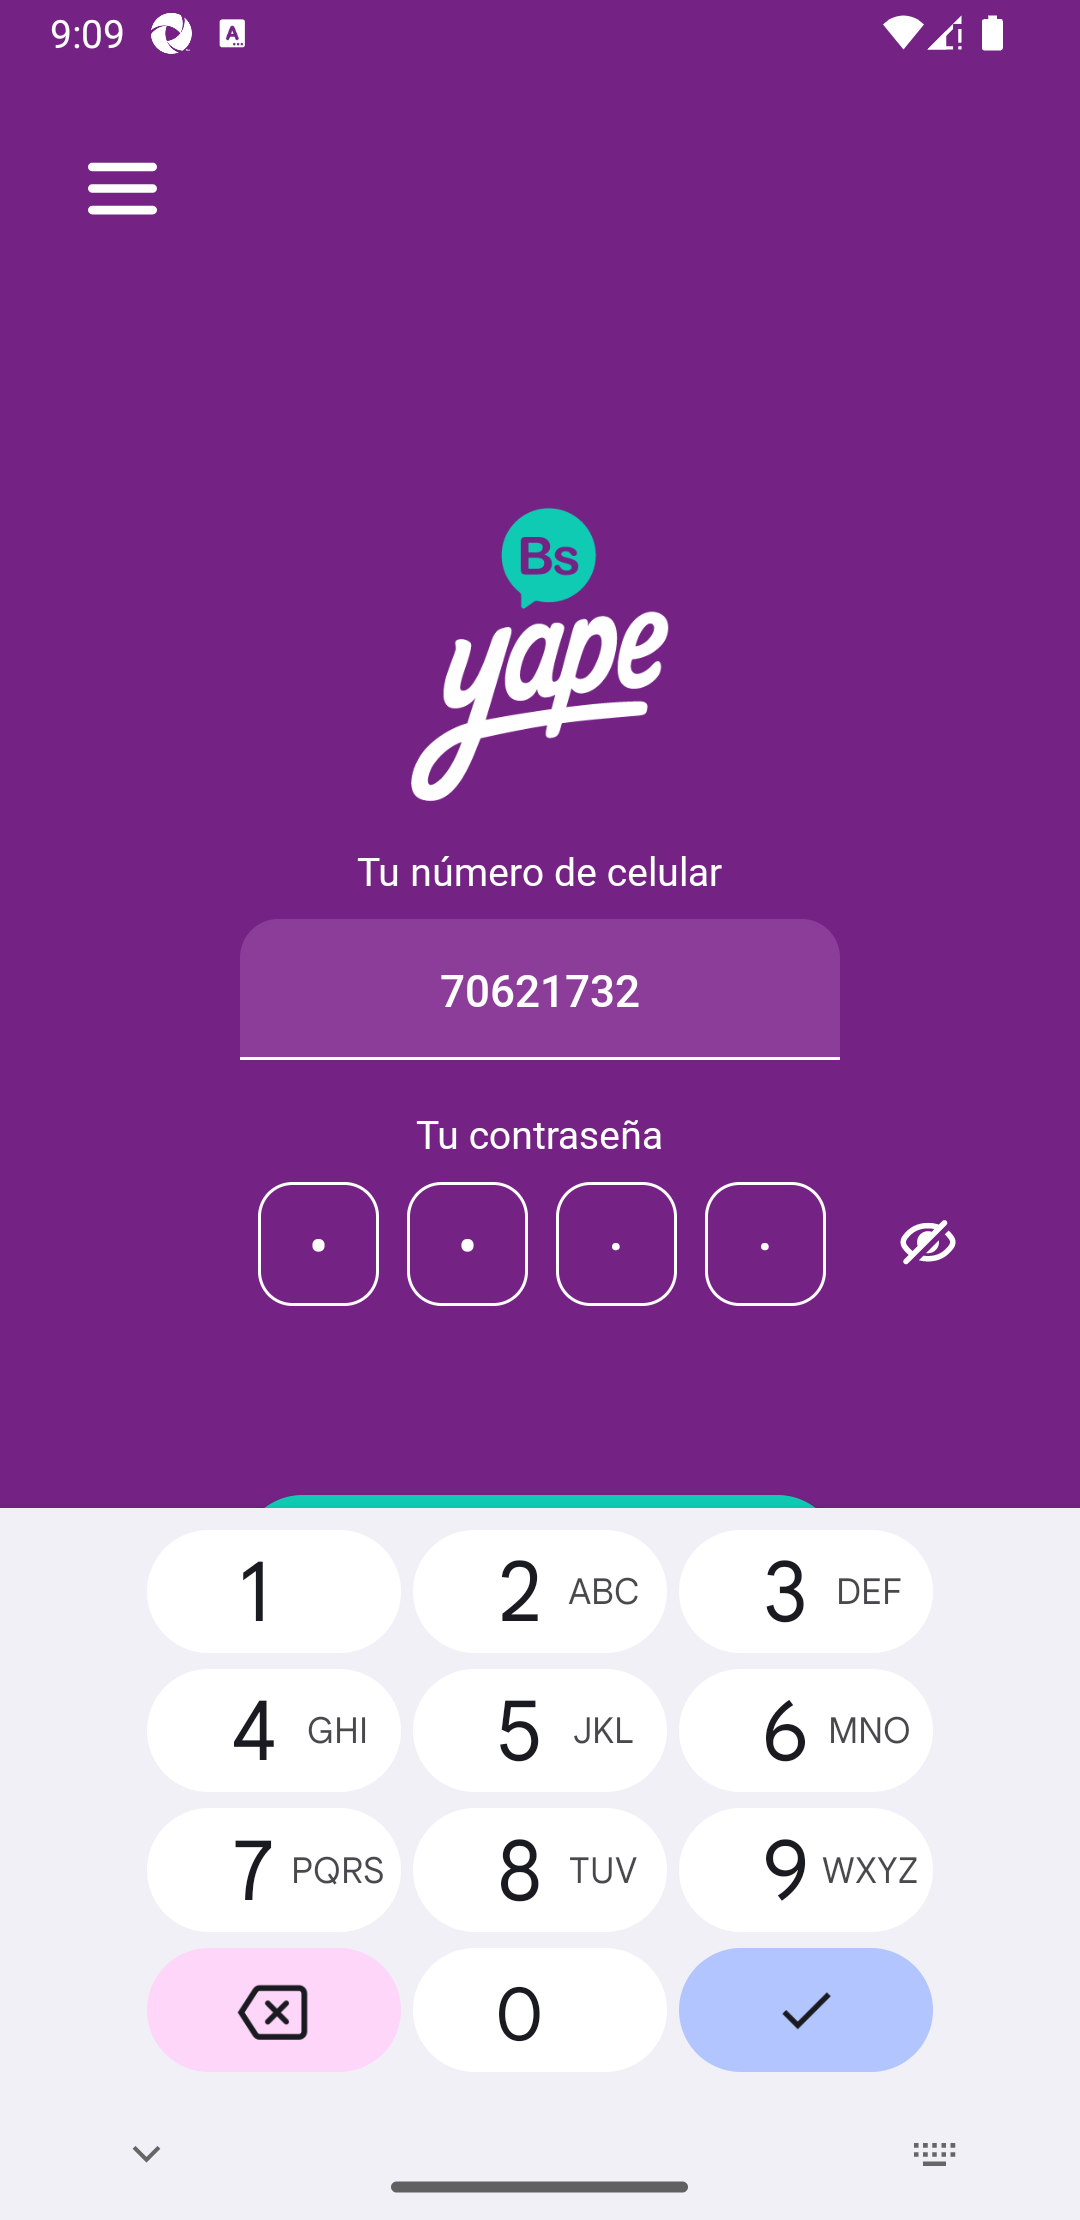 9:09
Bs
yape
Tu número de celular
70621732
Tu contraseña
1
2 ABC
3 DEF
4 GHI
5 JKL
6 MNO
7 PQRS
8 TUV
9 WXYZ
0